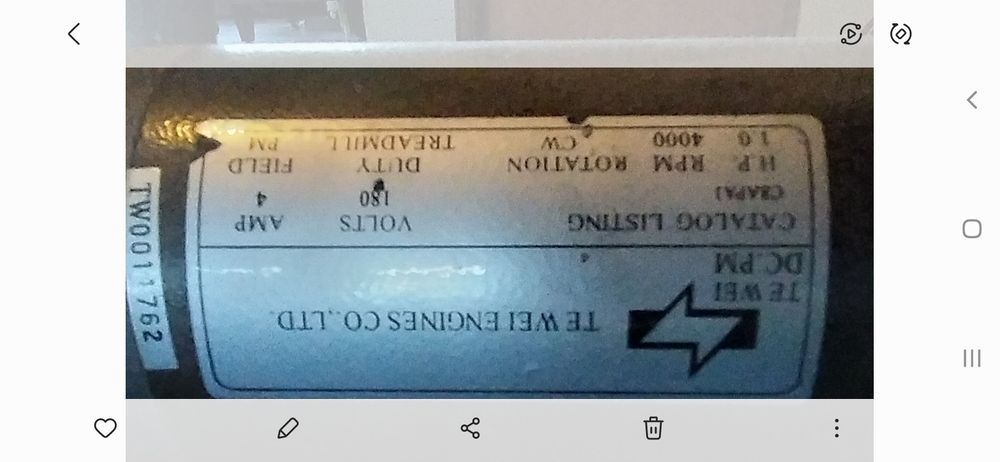 TE WEI ENGINES CO.,LTD.
TE WEI
DC.PM
CATALOG LISTING VOLTS AMP
180 4
H.P. RPM ROTATION DUTY FIELD
1.0 4000 CW TREADMILL PM
TW0011762